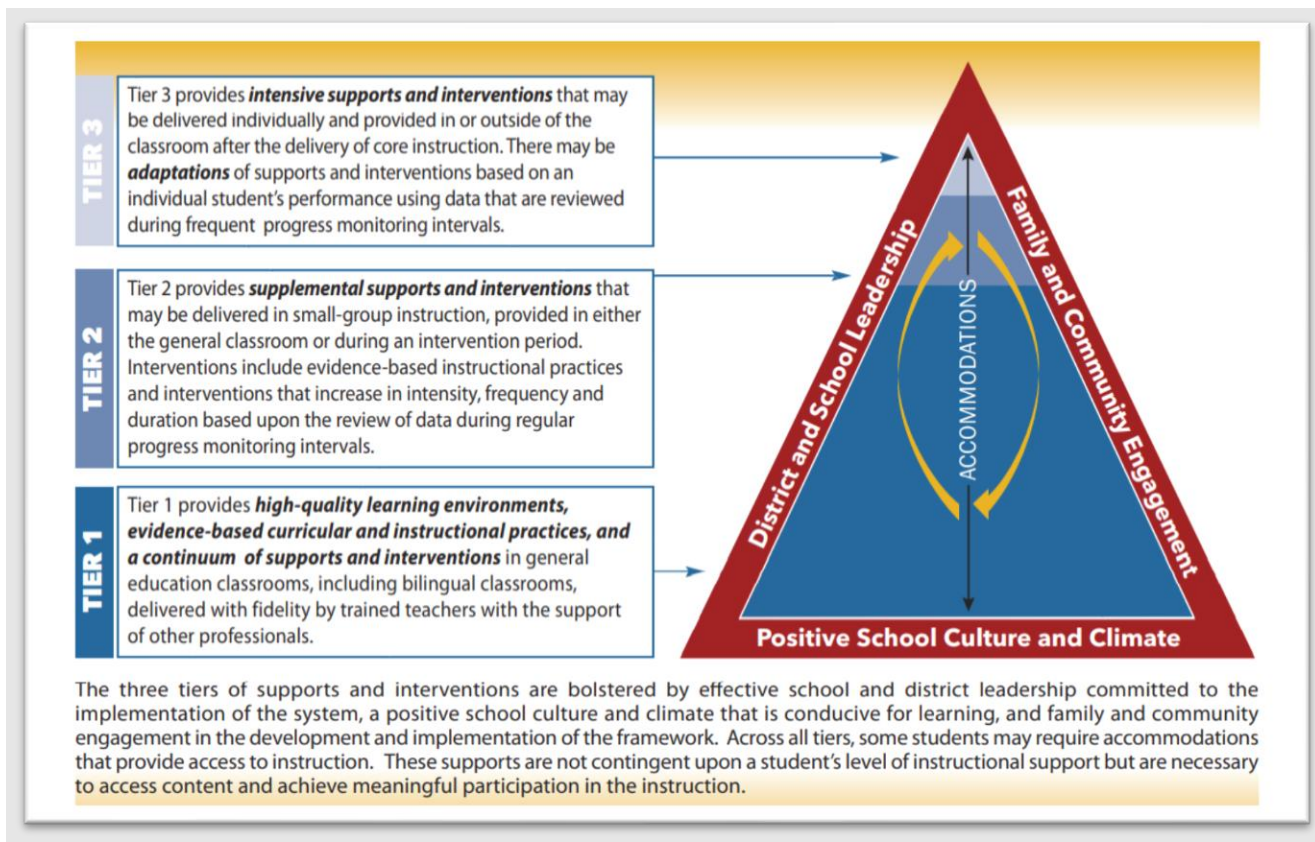 TIER 3
Tier 3 provides intensive supports and interventions that may
be delivered individually and provided in or outside of the
classroom after the delivery of core instruction. There may be
adaptations of supports and interventions based on an
individual student's performance using data that are reviewed
during frequent progress monitoring intervals.
TIER 2
Tier 2 provides supplemental supports and interventions that
may be delivered in small-group instruction, provided in either
the general classroom or during an intervention period.
Interventions include evidence-based instructional practices
and interventions that increase in intensity, frequency and
duration based upon the review of data during regular
progress monitoring intervals.
TIER 1
Tier 1 provides high-quality learning environments,
evidence-based curricular and instructional practices, and
a continuum of supports and interventions in general
education classrooms, including bilingual classrooms,
delivered with fidelity by trained teachers with the support
of other professionals.
District and School Leadership
ACCOMMODATIONS
Family and Community Engagement
Positive School Culture and Climate
The three tiers of supports and interventions are bolstered by effective school and district leadership committed to the
implementation of the system, a positive school culture and climate that is conducive for learning, and family and community
engagement in the development and implementation of the framework. Across all tiers, some students may require accommodations
that provide access to instruction. These supports are not contingent upon a student's level of instructional support but are necessary
to access content and achieve meaningful participation in the instruction.